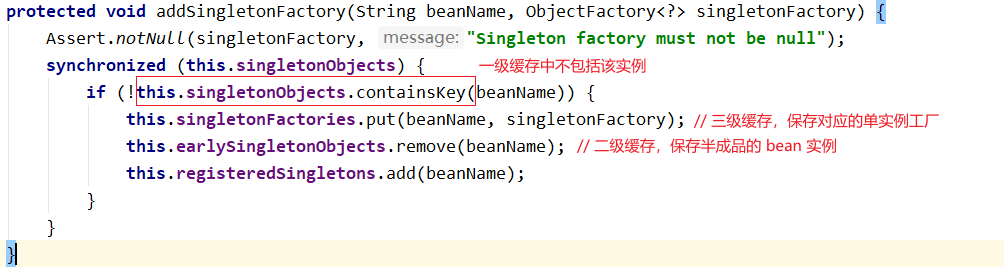 protected void addSingletonFactory(String beanName, ObjectFactory<?> singletonFactory) {
Assert.notNull(singletonFactory, message: "Singleton factory must not be null");
synchronized (this.singletonObjects) { 一级缓存中不包括该实例
if (!this.singletonObjects.containsKey(beanName)) {
this.singletonFactories.put(beanName, singletonFactory); // 三级缓存，保存对应的单实例工厂
this.earlySingletonObjects.remove(beanName); // 二级缓存，保存半成品的 bean 实例
this.registeredSingletons.add(beanName);
}
}
}